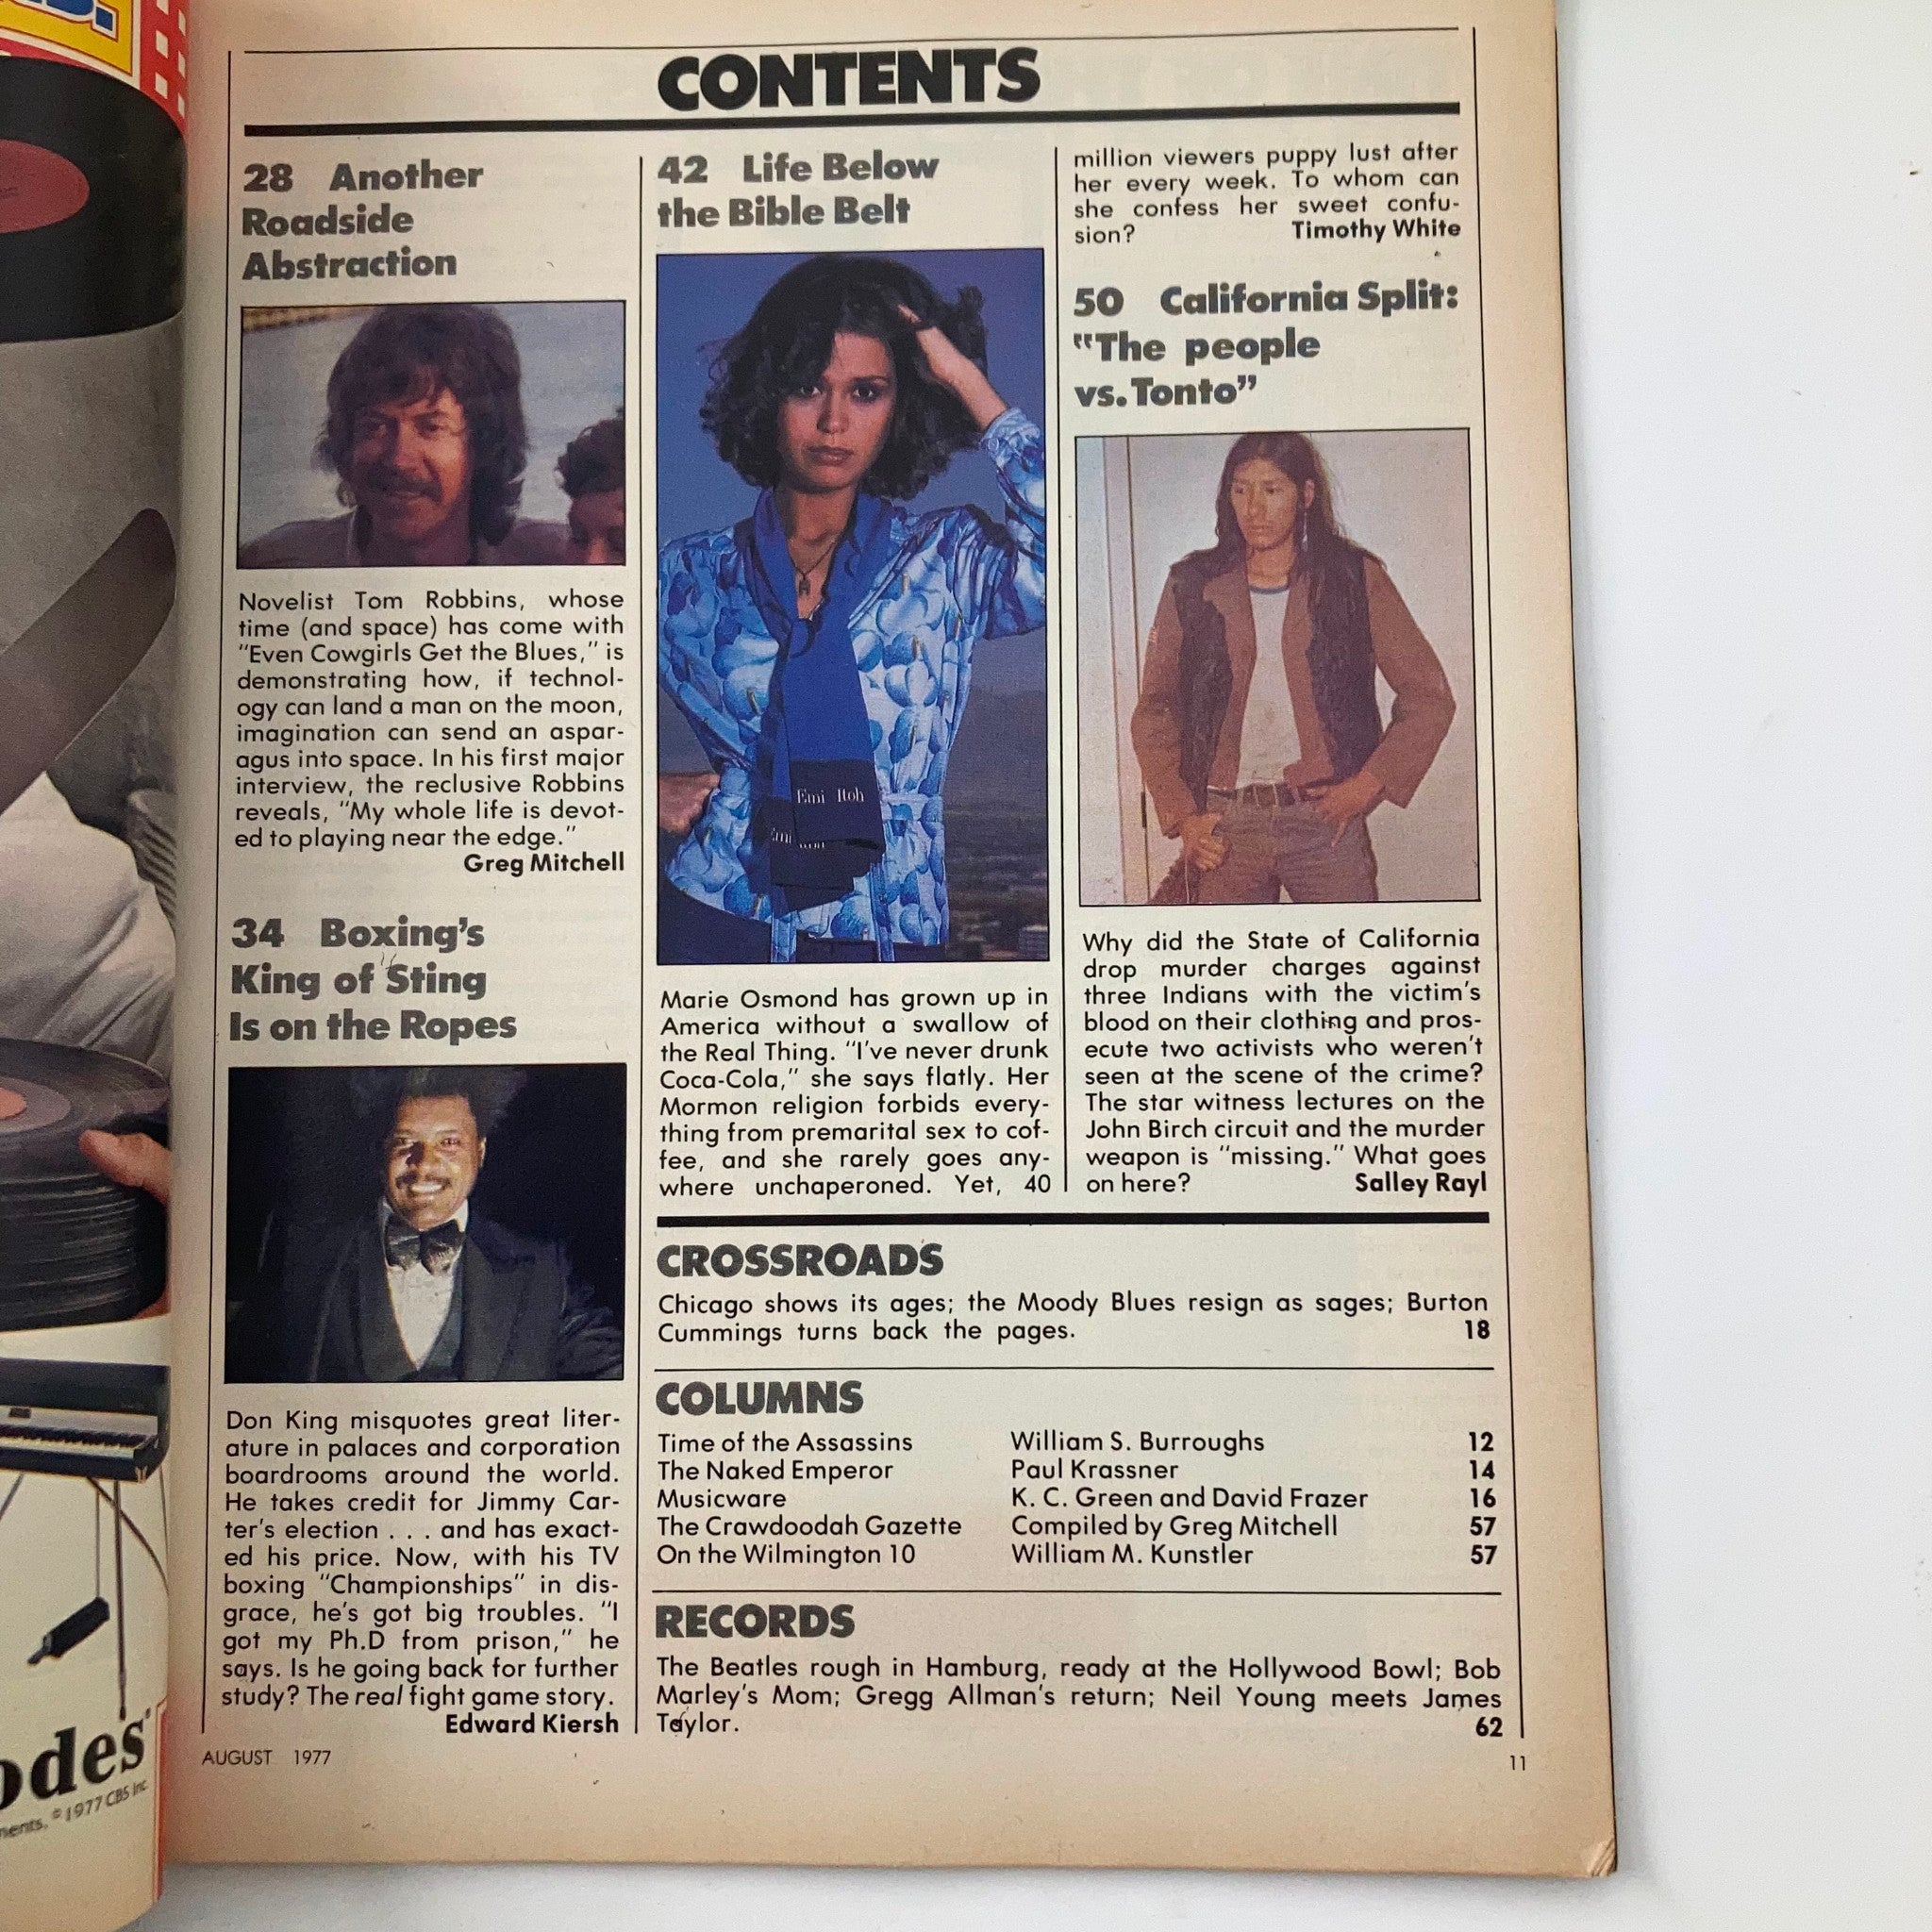 CONTENTS
28 Another
Roadside
Abstraction
Novelist Tom Robbins, whose
time (and space) has come with
"Even Cowgirls Get the Blues," is
demonstrating how, if technol-
ogy can land a man on the moon,
imagination can send an aspar-
agus into space. In his first major
interview, the reclusive Robbins
reveals, "My whole life is devot-
ed to playing near the edge."
Greg Mitchell
34 Boxing's
King of Sting
Is on the Ropes
Don King misquotes great liter-
ature in palaces and corporation
boardrooms around the world.
He takes credit for Jimmy Car-
ter's election . . . and has exact-
ed his price. Now, with his TV
boxing "Championships" in dis-
grace, he's got big troubles. "I
got my Ph.D from prison," he
says. Is he going back for further
study? The real fight game story.
Edward Kiersh
42 Life Below
the Bible Belt
Emi Itoh
Emi
Marie Osmond has grown up in
America without a swallow of
the Real Thing. "I've never drunk
Coca-Cola," she says flatly. Her
Mormon religion forbids every-
thing from premarital sex to cof-
fee, and she rarely goes any-
where unchaperoned. Yet, 40
million viewers puppy lust after
her every week. To whom can
she confess her sweet confu-
sion? Timothy White
50 California Split:
"The people
vs. Tonto"
Why did the State of California
drop murder charges against
three Indians with the victim's
blood on their clothing and pros-
ecute two activists who weren't
seen at the scene of the crime?
The star witness lectures on the
John Birch circuit and the murder
weapon is "missing." What goes
on here? Salley Rayl
CROSSROADS
Chicago shows its ages; the Moody Blues resign as sages; Burton
Cummings turns back the pages. 18
COLUMNS
Time of the Assassins William S. Burroughs 12
The Naked Emperor Paul Krassner 14
Musicware K. C. Green and David Frazer 16
The Crawdoodah Gazette Compiled by Greg Mitchell 57
On the Wilmington 10 William M. Kunstler 57
RECORDS
The Beatles rough in Hamburg, ready at the Hollywood Bowl; Bob
Marley's Mom; Gregg Allman's return; Neil Young meets James
Taylor. 62
AUGUST 1977
11
odes
ments. ©1977 CBS Inc